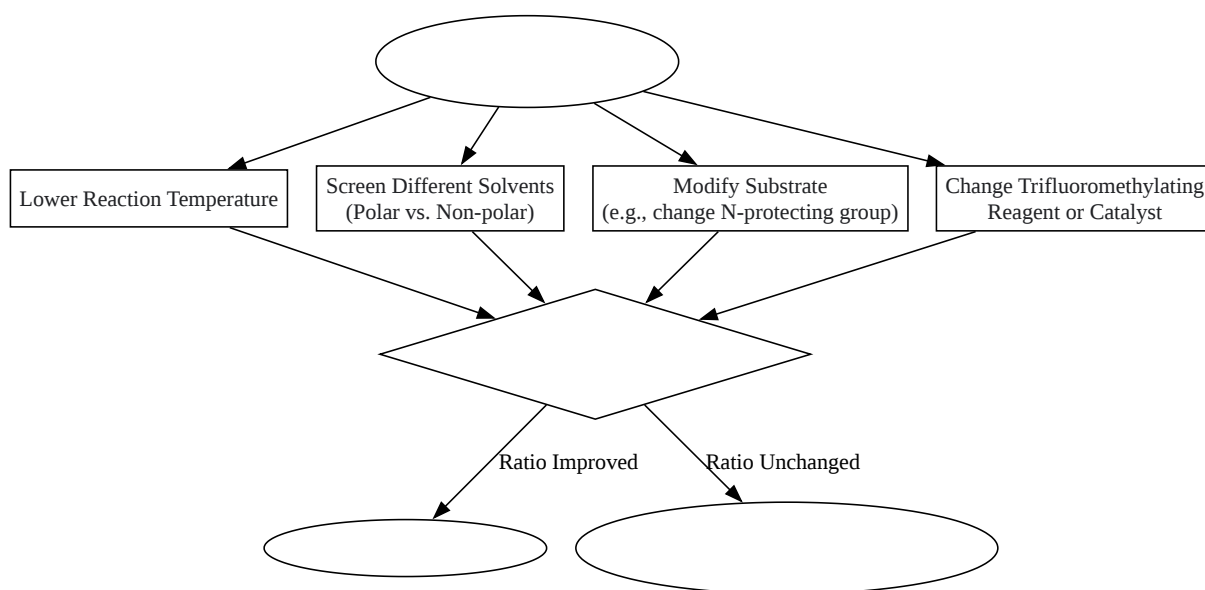 Lower Reaction Temperature
Screen Different Solvents
(Polar vs. Non-polar)
Modify Substrate
(e.g., change N-protecting group)
Change Trifluoromethylating
Reagent or Catalyst
Ratio Improved
Ratio Unchanged